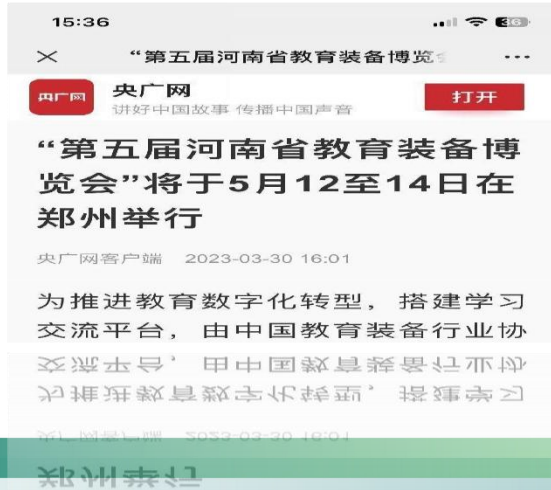 15:36
36
“第五届河南省教育装备博览
央广网
央广网
讲好中国故事 传播中国声音
打开
“第五届河南省教育装备博
览会”将于5月12至14日在
郑州举行
央广网客户端 2023-03-30 16:01
为推进教育数字化转型，搭建学习
交流平台，由中国教育装备行业协